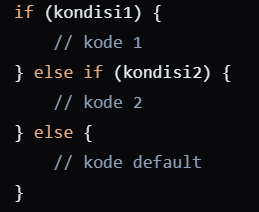 if (kondisi1) {
    // kode 1
} else if (kondisi2) {
    // kode 2
} else {
    // kode default
}